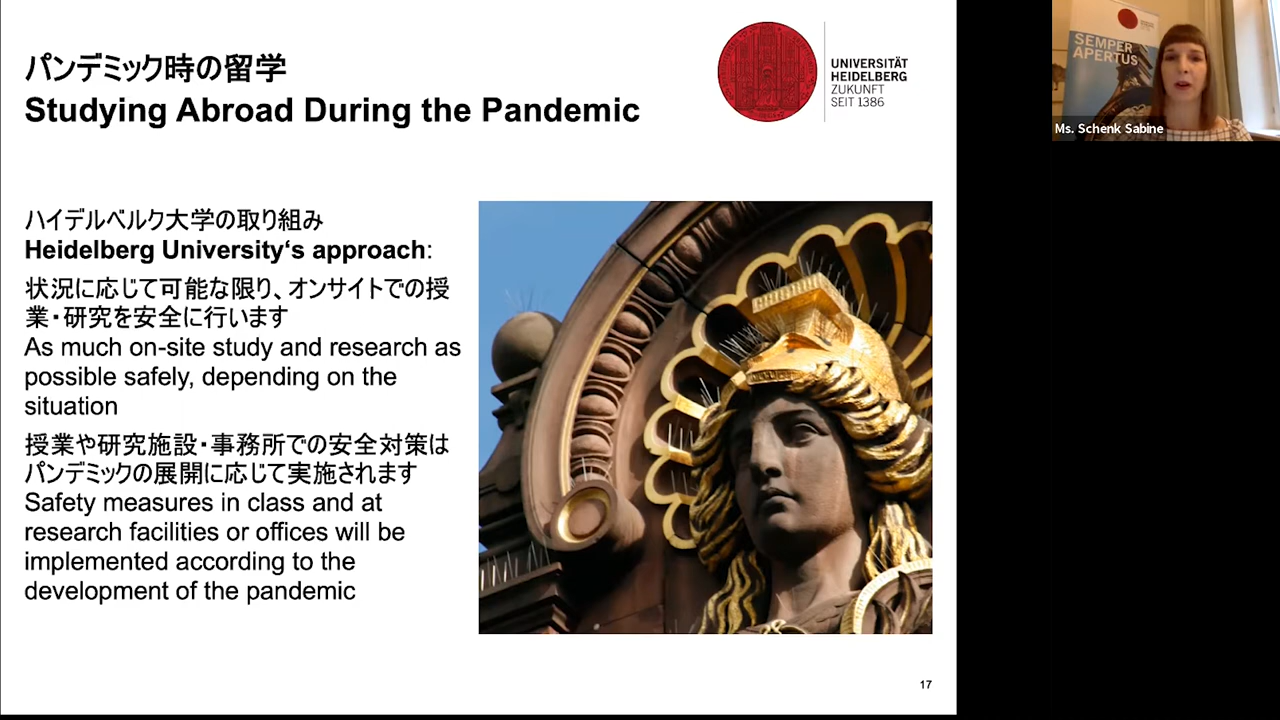 パンデミック時の留学
Studying Abroad During the Pandemic
UNIVERSITÄT
HEIDELBERG
ZUKUNFT
SEIT 1386
SEMPER
APERTUS
Ms. Schenk Sabine
ハイデルベルク大学の取り組み
Heidelberg University‘s approach:
状況に応じて可能な限り、オンサイトでの授
業・研究を安全に行います
As much on-site study and research as
possible safely, depending on the
situation
授業や研究施設・事務所での安全対策は
パンデミックの展開に応じて実施されます
Safety measures in class and at
research facilities or offices will be
implemented according to the
development of the pandemic
17